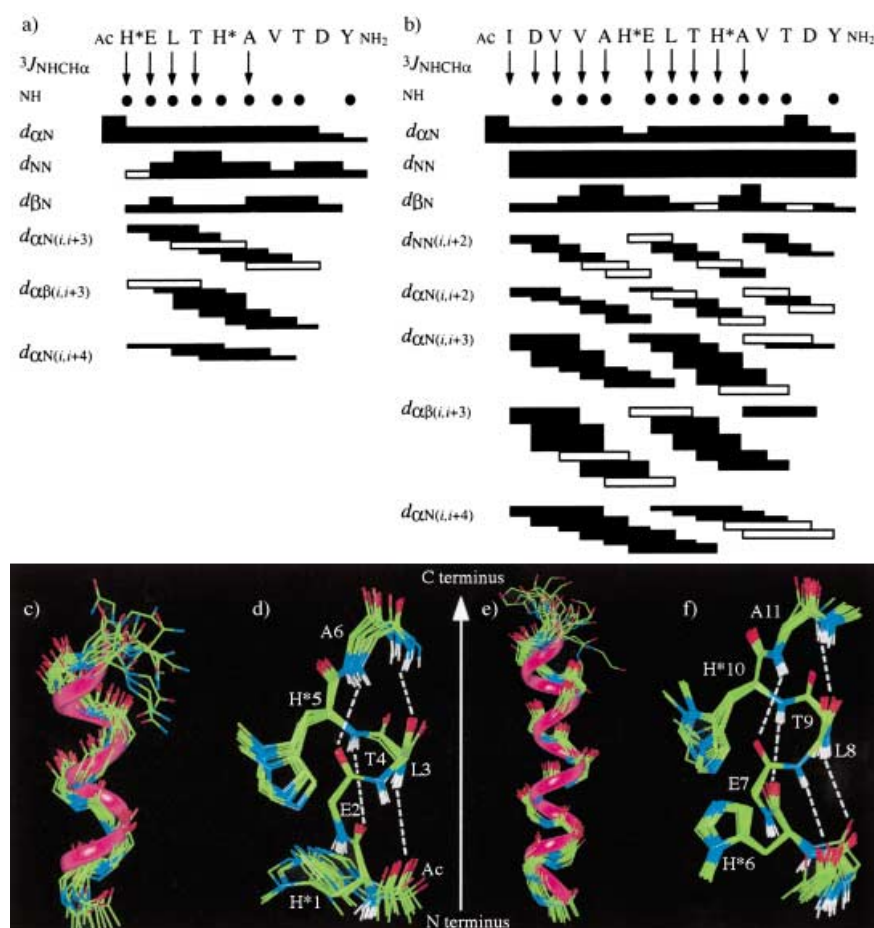 a)
Ac H*E L T H* A V T D Y NH2
3JNHCHα
NH
dαN
dNN
dβN
dαN(i,i+3)
dαβ(i,i+3)
dαN(i,i+4)
b)
Ac I D V V A H*E L T H*A V T D Y NH2
3JNHCHα
NH
dαN
dNN
dβN
dNN(i,i+2)
dαN(i,i+2)
dαN(i,i+3)
dαβ(i,i+3)
dαN(i,i+4)
c)
d)
A6
H*5
T4
L3
E2
Ac
H*1
C terminus
N terminus
e)
f)
A11
H*10
T9
L8
E7
H*6